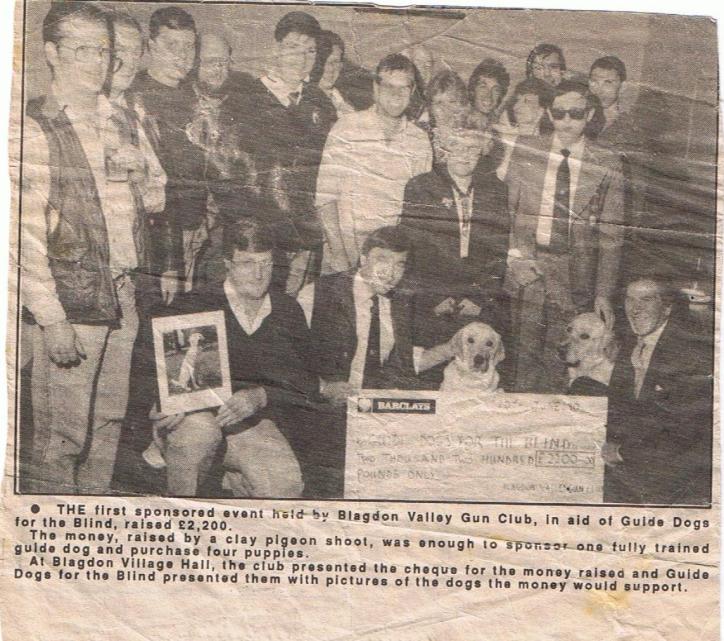 BARCLAYS
GUIDE DOGS FOR THE BLIND
TWO THOUSAND TWO HUNDRED £2200-00
POUNDS ONLY
BLAGDON VALLEY GUN CLUB
● THE first sponsored event held by Blagdon Valley Gun Club, in aid of Guide Dogs
for the Blind, raised £2,200.
The money, raised by a clay pigeon shoot, was enough to sponsor one fully trained
guide dog and purchase four puppies.
At Blagdon Village Hall, the club presented the cheque for the money raised and Guide
Dogs for the Blind presented them with pictures of the dogs the money would support.